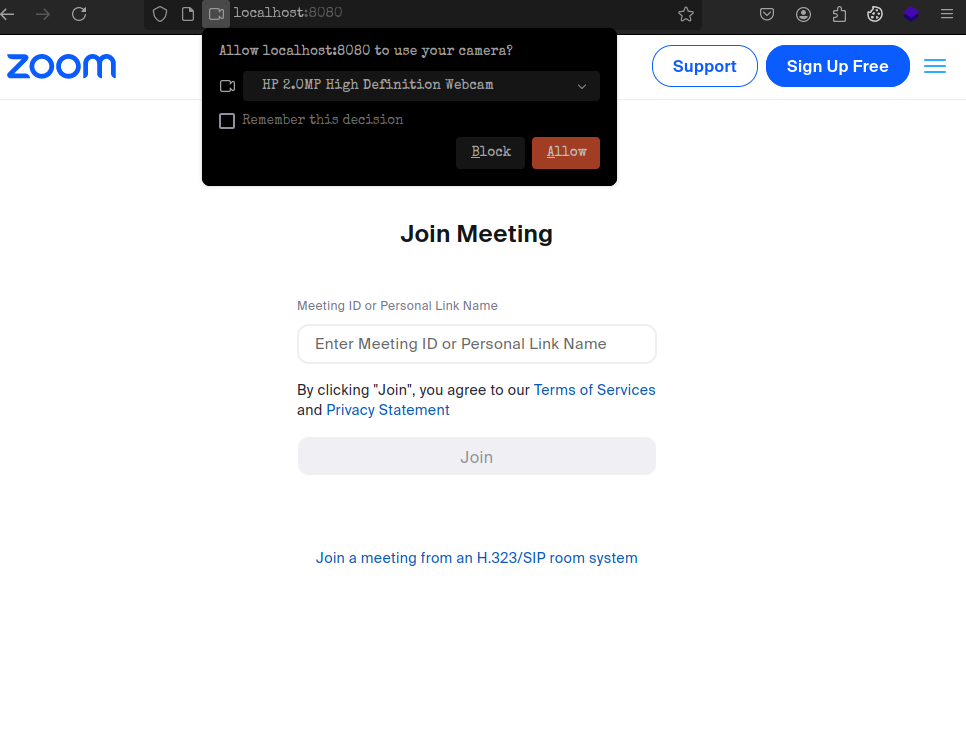 localhost:8080
Allow localhost:8080 to use your camera?
HP 2.0MP High Definition Webcam
Remember this decision
Block
Allow
zoom
Support
Sign Up Free
Join Meeting
Meeting ID or Personal Link Name
Enter Meeting ID or Personal Link Name
By clicking "Join", you agree to our Terms of Services
and Privacy Statement
Join
Join a meeting from an H.323/SIP room system